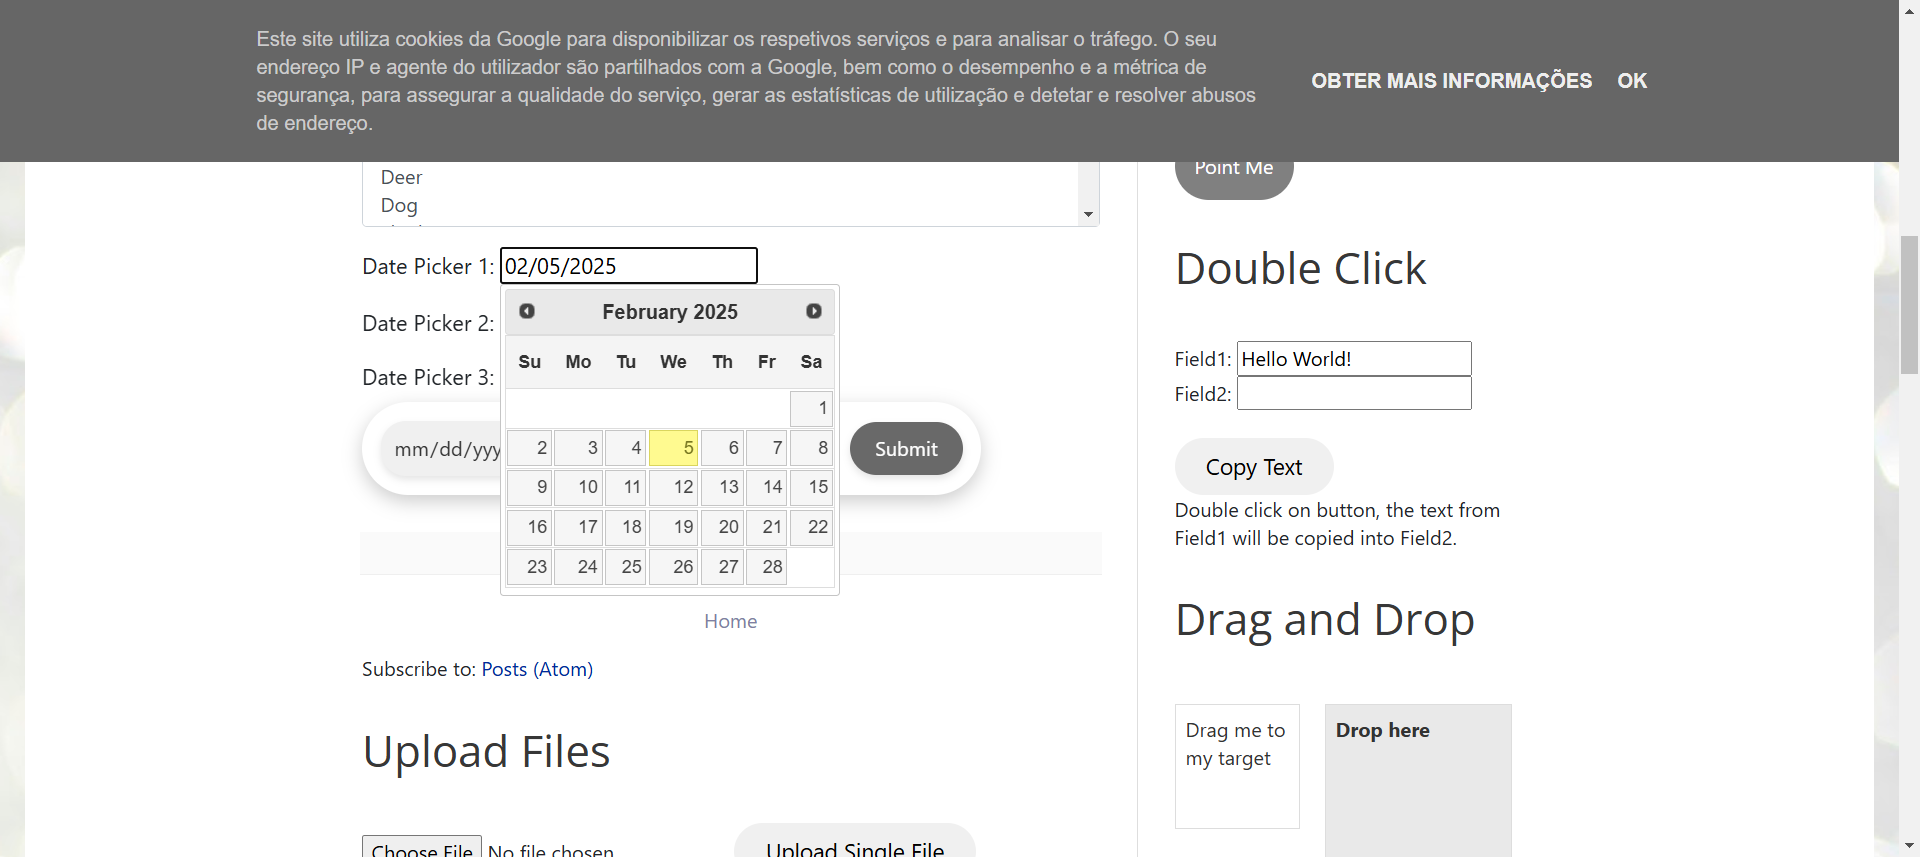 Este site utiliza cookies da Google para disponibilizar os respetivos serviços e para analisar o tráfego. O seu
endereço IP e agente do utilizador são partilhados com a Google, bem como o desempenho e a métrica de
segurança, para assegurar a qualidade do serviço, gerar as estatísticas de utilização e detetar e resolver abusos
de endereço.
OBTER MAIS INFORMAÇÕES OK
Deer
Dog
Date Picker 1: 02/05/2025
Date Picker 2:
Date Picker 3:
mm/dd/yyy
Submit
February 2025
Su Mo Tu We Th Fr Sa
1
2 3 4 5 6 7 8
9 10 11 12 13 14 15
16 17 18 19 20 21 22
23 24 25 26 27 28
Home
Subscribe to: Posts (Atom)
Upload Files
Choose File No file chosen
Upload Single File
Point Me
Double Click
Field1: Hello World!
Field2:
Copy Text
Double click on button, the text from
Field1 will be copied into Field2.
Drag and Drop
Drag me to
my target
Drop here